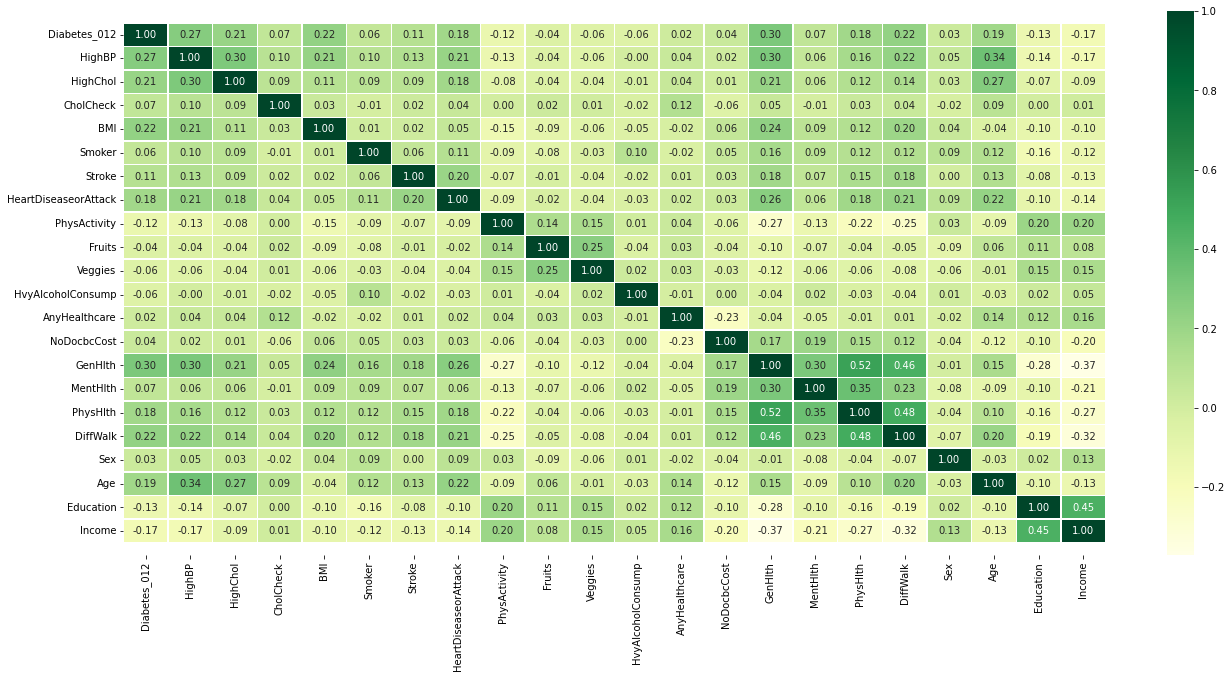 Diabetes_012 1.00 0.27 0.21 0.07 0.22 0.06 0.11 0.18 -0.12 -0.04 -0.06 -0.06 0.02 0.04 0.30 0.07 0.18 0.22 0.03 0.19 -0.13 -0.17
HighBP 0.27 1.00 0.30 0.10 0.21 0.10 0.13 0.21 -0.13 -0.04 -0.06 -0.00 0.04 0.02 0.30 0.06 0.16 0.22 0.05 0.34 -0.14 -0.17
HighChol 0.21 0.30 1.00 0.09 0.11 0.09 0.09 0.18 -0.08 -0.04 -0.04 -0.01 0.04 0.01 0.21 0.06 0.12 0.14 0.03 0.27 -0.07 -0.09
CholCheck 0.07 0.10 0.09 1.00 0.03 -0.01 0.02 0.04 0.00 0.02 0.01 -0.02 0.12 -0.06 0.05 -0.01 0.03 0.04 -0.02 0.09 0.00 0.01
BMI 0.22 0.21 0.11 0.03 1.00 0.01 0.02 0.05 -0.15 -0.09 -0.06 -0.05 -0.02 0.06 0.24 0.09 0.12 0.20 0.04 -0.04 -0.10 -0.10
Smoker 0.06 0.10 0.09 -0.01 0.01 1.00 0.06 0.11 -0.09 -0.08 -0.03 0.10 -0.02 0.05 0.16 0.09 0.12 0.12 0.09 0.12 -0.16 -0.12
Stroke 0.11 0.13 0.09 0.02 0.02 0.06 1.00 0.20 -0.07 -0.01 -0.04 -0.02 0.01 0.03 0.18 0.07 0.15 0.18 0.00 0.13 -0.08 -0.13
HeartDiseaseorAttack 0.18 0.21 0.18 0.04 0.05 0.11 0.20 1.00 -0.09 -0.02 -0.04 -0.03 0.02 0.03 0.26 0.06 0.18 0.21 0.09 0.22 -0.10 -0.14
PhysActivity -0.12 -0.13 -0.08 0.00 -0.15 -0.09 -0.07 -0.09 1.00 0.14 0.15 0.01 0.04 -0.06 -0.27 -0.13 -0.22 -0.25 0.03 -0.09 0.20 0.20
Fruits -0.04 -0.04 -0.04 0.02 -0.09 -0.08 -0.01 -0.02 0.14 1.00 0.25 -0.04 0.03 -0.04 -0.10 -0.07 -0.04 -0.05 -0.09 0.06 0.11 0.08
Veggies -0.06 -0.06 -0.04 0.01 -0.06 -0.03 -0.04 -0.04 0.15 0.25 1.00 0.02 0.03 -0.03 -0.12 -0.06 -0.06 -0.08 -0.06 -0.01 0.15 0.15
HvyAlcoholConsump -0.06 -0.00 -0.01 -0.02 -0.05 0.10 -0.02 -0.03 0.01 -0.04 0.02 1.00 -0.01 0.00 -0.04 0.02 -0.03 -0.04 0.01 -0.03 0.02 0.05
AnyHealthcare 0.02 0.04 0.04 0.12 -0.02 -0.02 0.01 0.02 0.04 0.03 0.03 -0.01 1.00 -0.23 -0.04 -0.05 -0.01 0.01 -0.02 0.14 0.12 0.16
NoDocbcCost 0.04 0.02 0.01 -0.06 0.06 0.05 0.03 0.03 -0.06 -0.04 -0.03 0.00 -0.23 1.00 0.17 0.19 0.15 0.12 -0.04 -0.12 -0.10 -0.20
GenHlth 0.30 0.30 0.21 0.05 0.24 0.16 0.18 0.26 -0.27 -0.10 -0.12 -0.04 -0.04 0.17 1.00 0.30 0.52 0.46 -0.01 0.15 -0.28 -0.37
MentHlth 0.07 0.06 0.06 -0.01 0.09 0.09 0.07 0.06 -0.13 -0.07 -0.06 0.02 -0.05 0.19 0.30 1.00 0.35 0.23 -0.08 -0.09 -0.10 -0.21
PhysHlth 0.18 0.16 0.12 0.03 0.12 0.12 0.15 0.18 -0.22 -0.04 -0.06 -0.03 -0.01 0.15 0.52 0.35 1.00 0.48 -0.04 0.10 -0.16 -0.27
DiffWalk 0.22 0.22 0.14 0.04 0.20 0.12 0.18 0.21 -0.25 -0.05 -0.08 -0.04 0.01 0.12 0.46 0.23 0.48 1.00 -0.07 0.20 -0.19 -0.32
Sex 0.03 0.05 0.03 -0.02 0.04 0.09 0.00 0.09 0.03 -0.09 -0.06 0.01 -0.02 -0.04 -0.01 -0.08 -0.04 -0.07 1.00 -0.03 0.02 0.13
Age 0.19 0.34 0.27 0.09 -0.04 0.12 0.13 0.22 -0.09 0.06 -0.01 -0.03 0.14 -0.12 0.15 -0.09 0.10 0.20 -0.03 1.00 -0.10 -0.13
Education -0.13 -0.14 -0.07 0.00 -0.10 -0.16 -0.08 -0.10 0.20 0.11 0.15 0.02 0.12 -0.10 -0.28 -0.10 -0.16 -0.19 0.02 -0.10 1.00 0.45
Income -0.17 -0.17 -0.09 0.01 -0.10 -0.12 -0.13 -0.14 0.20 0.08 0.15 0.05 0.16 -0.20 -0.37 -0.21 -0.27 -0.32 0.13 -0.13 0.45 1.00
Diabetes_012
HighBP
HighChol
CholCheck
BMI
Smoker
Stroke
HeartDiseaseorAttack
PhysActivity
Fruits
Veggies
HvyAlcoholConsump
AnyHealthcare
NoDocbcCost
GenHlth
MentHlth
PhysHlth
DiffWalk
Sex
Age
Education
Income
1.0
0.8
0.6
0.4
0.2
0.0
−0.2